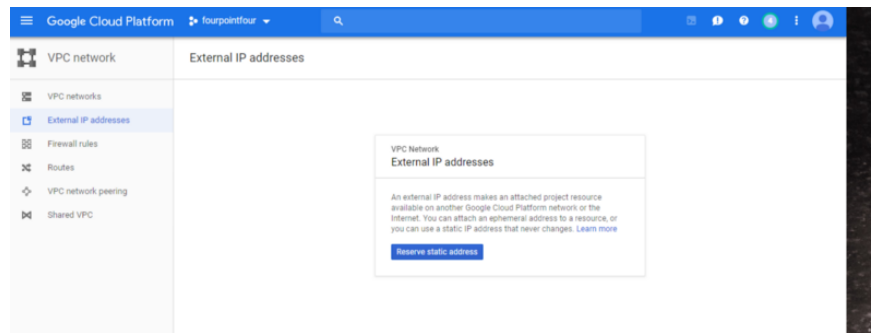 Google Cloud Platform
fourpointfour
VPC network
External IP addresses
VPC networks
External IP addresses
Firewall rules
Routes
VPC network peering
Shared VPC
VPC Network
External IP addresses
An external IP address makes an attached project resource
available on another Google Cloud Platform network or the
Internet. You can attach an ephemeral address to a resource, or
you can use a static IP address that never changes. Learn more
Reserve static address